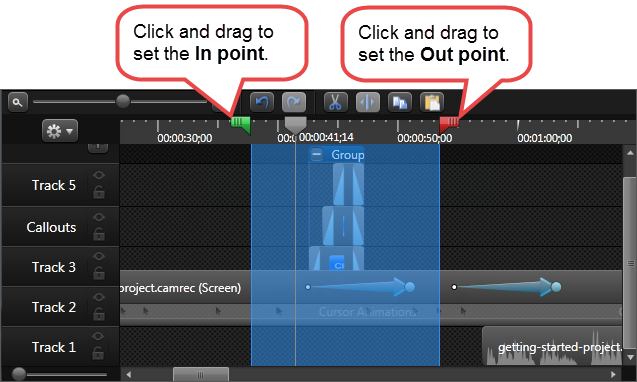 Click and drag to
set the In point.
Click and drag to
set the Out point.
00:00:30;00
00:00:41;14
00:00:50;00
00:01:00;00
Group
Track 5
Callouts
Track 3
project.camrec (Screen)
Track 2
Cursor Animations
Track 1
getting-started-project.